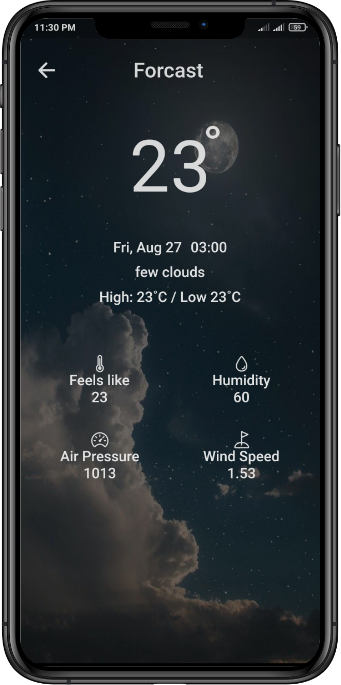 11:30 PM 59
Forcast
23°
Fri, Aug 27 03:00
few clouds
High: 23°C / Low 23°C
Feels like
23
Humidity
60
Air Pressure
1013
Wind Speed
1.53